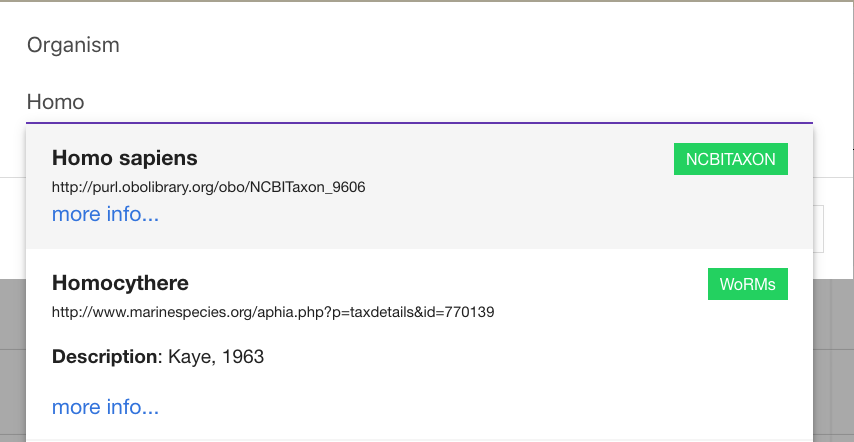 Organism
Homo
Homo sapiens
NCBITAXON
http://purl.obolibrary.org/obo/NCBITaxon_9606
more info...
Homocythere
WoRMs
http://www.marinespecies.org/aphia.php?p=taxdetails&id=770139
Description: Kaye, 1963
more info...